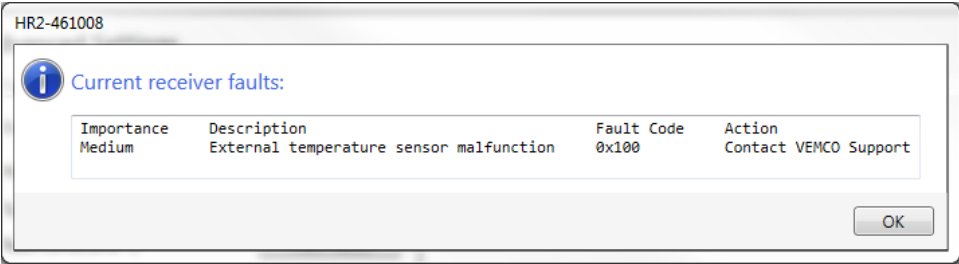 HR2-461008
Current receiver faults:
Importance Description Fault Code Action
Medium External temperature sensor malfunction 0x100 Contact VEMCO Support
OK